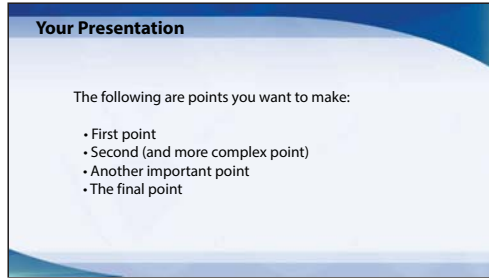 Your Presentation
The following are points you want to make:
• First point
• Second (and more complex point)
• Another important point
• The final point